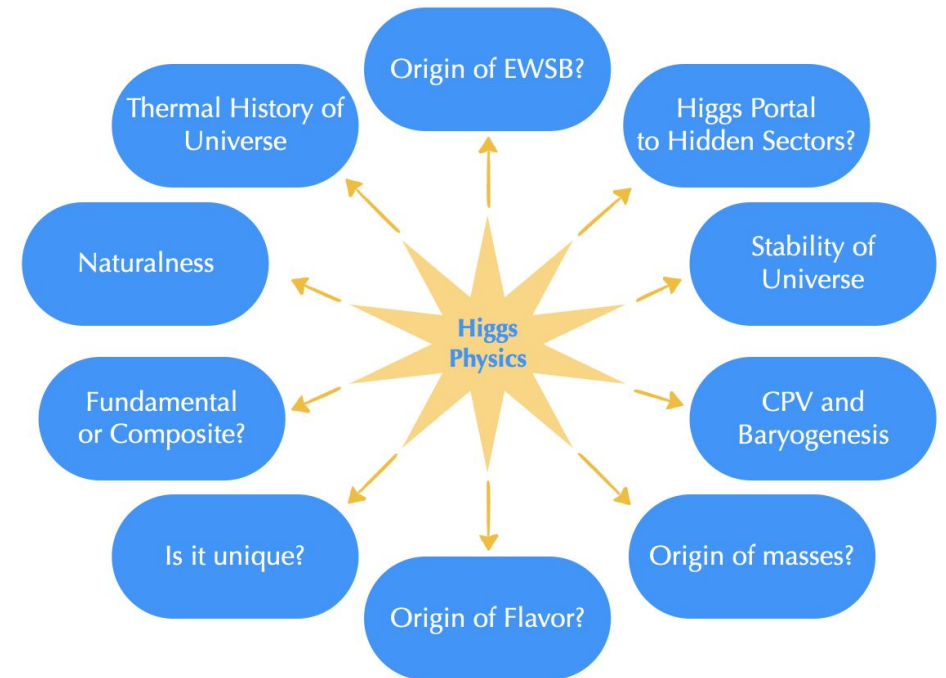 Origin of EWSB?
Thermal History of
Universe
Higgs Portal
to Hidden Sectors?
Naturalness
Stability of
Universe
Higgs
Physics
Fundamental
or Composite?
CPV and
Baryogenesis
Is it unique?
Origin of masses?
Origin of Flavor?